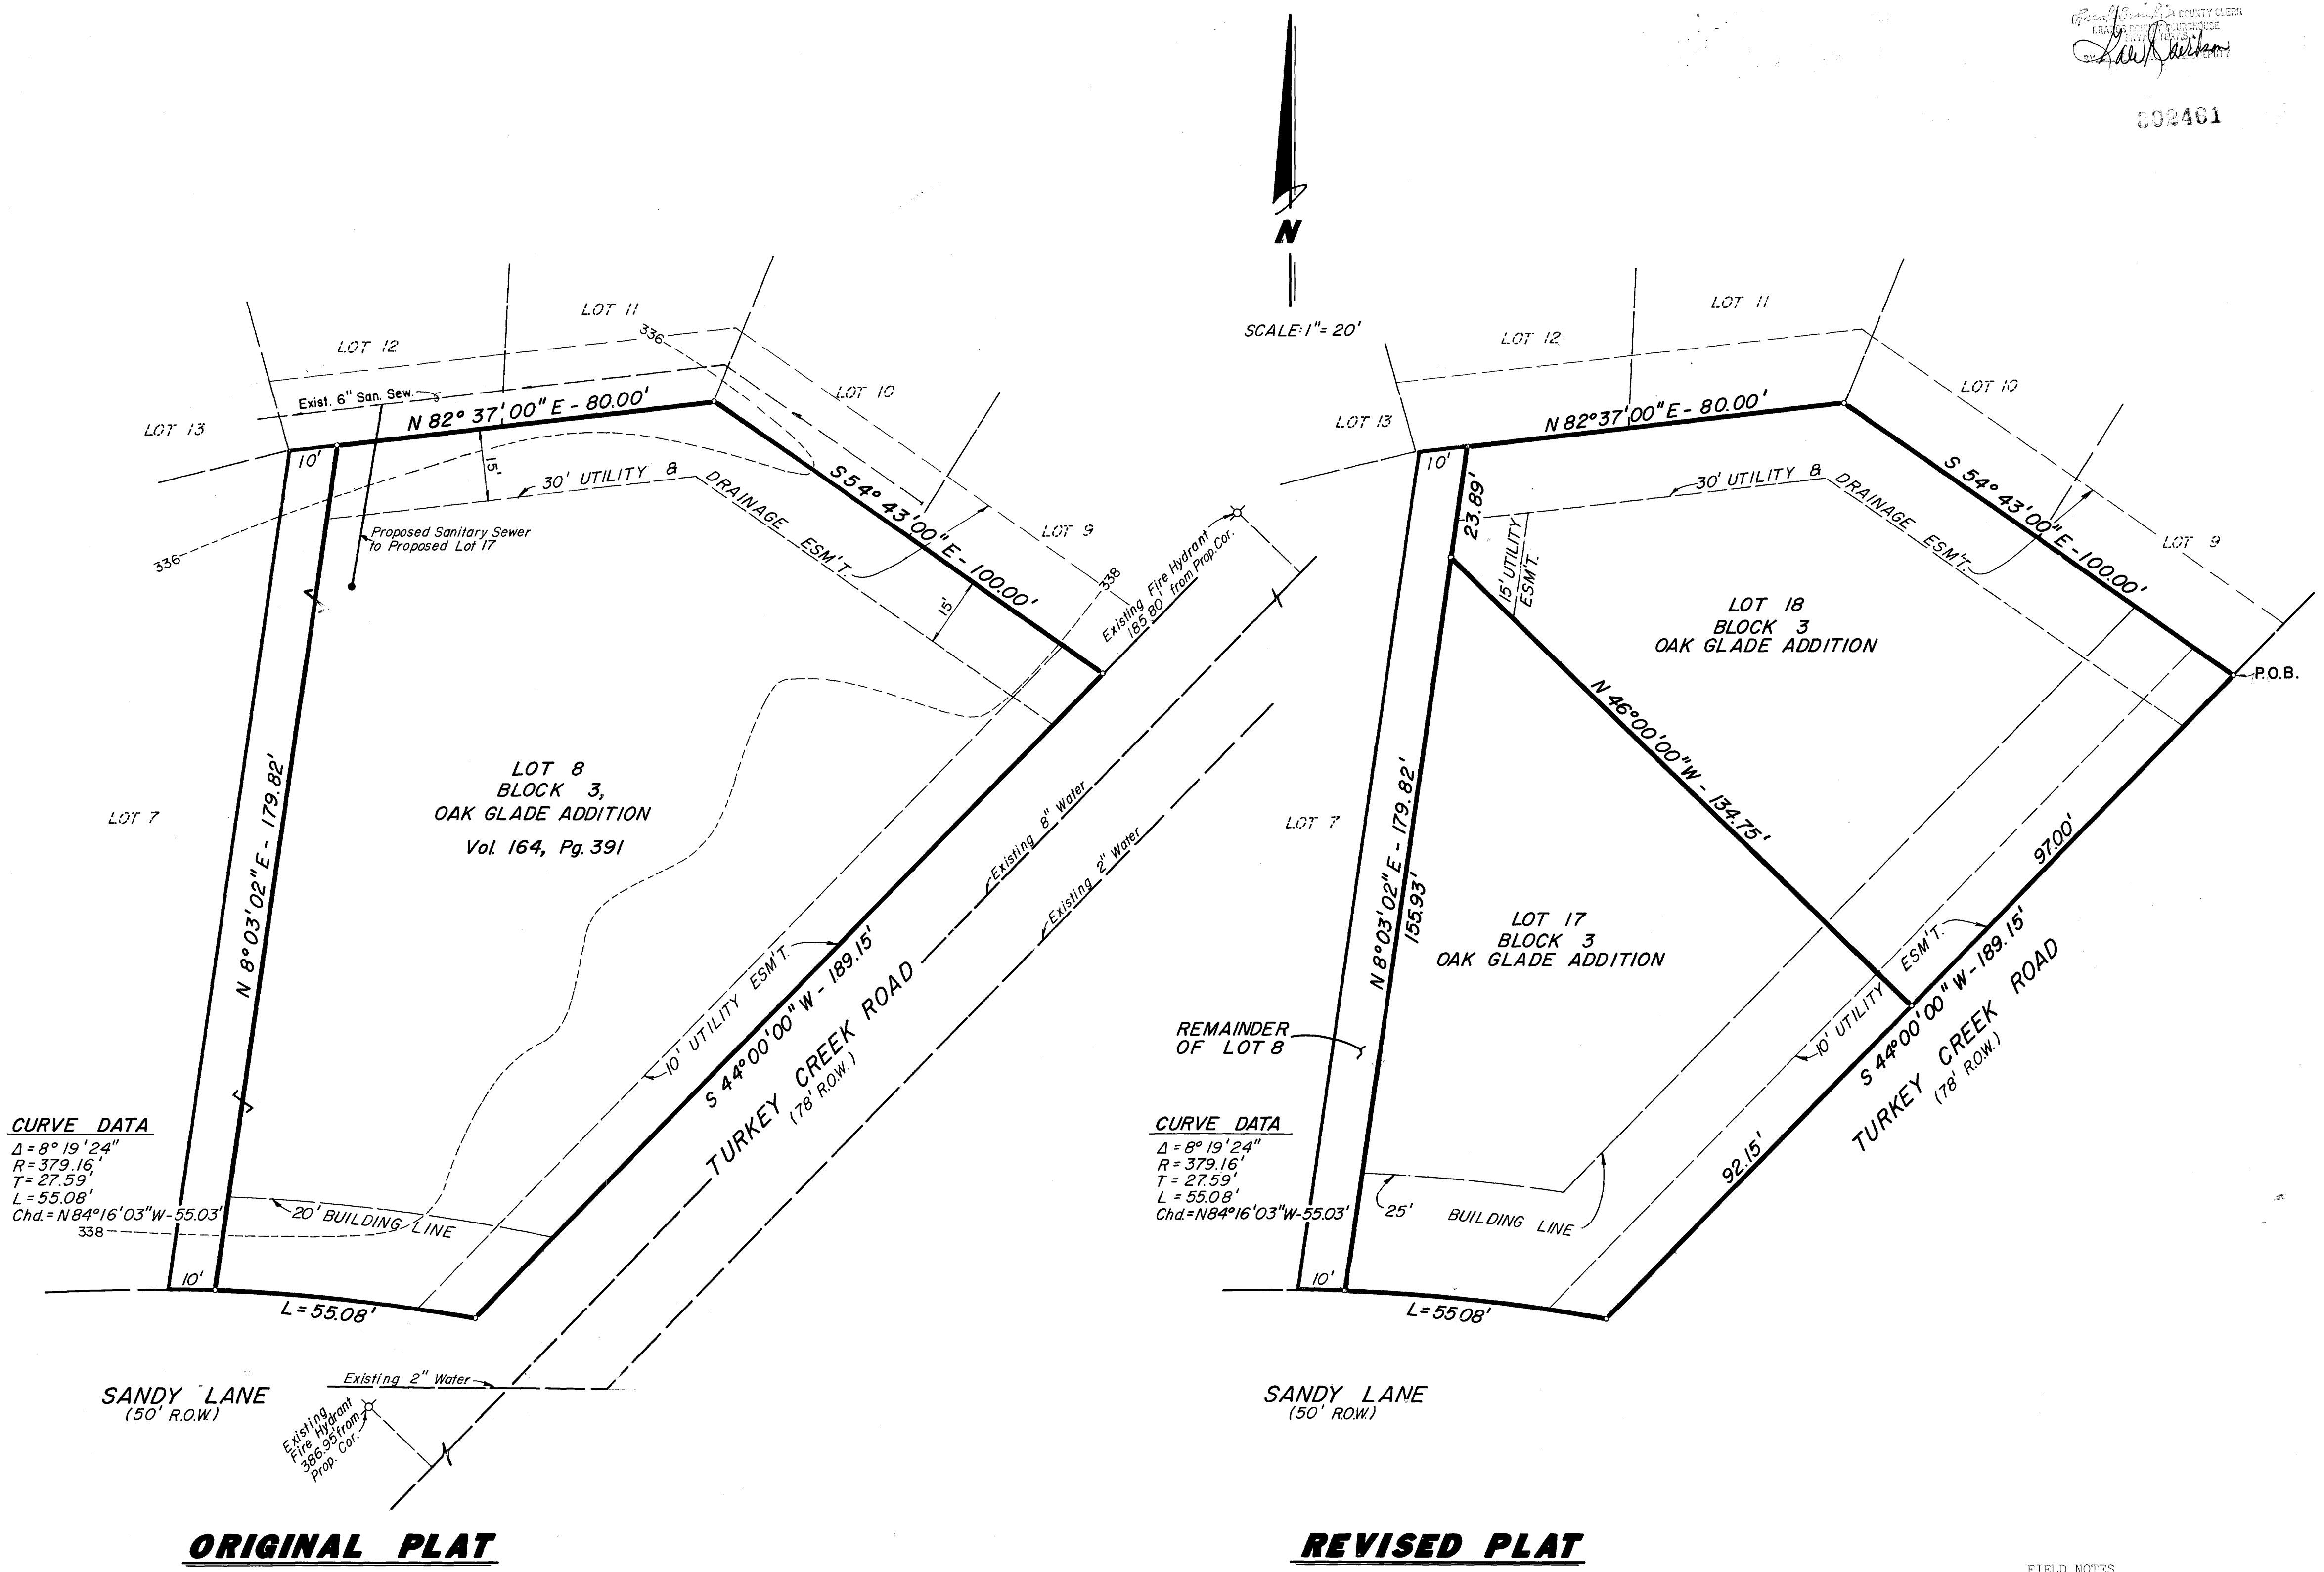 COUNTY CLERK
302461
N
SCALE: 1" = 20'
LOT 11
LOT 12
336
LOT 10
Exist. 6" San. Sew.
N 82° 37' 00" E - 80.00'
LOT 13
10'
15'
30' UTILITY &
DRAINAGE ESM'T.
S 54° 43' 00" E - 100.00'
LOT 9
Proposed Sanitary Sewer
to Proposed Lot 17
336
338
15'
Existing Fire Hydrant
185.80' from Prop. Cor.
LOT 8
BLOCK 3,
OAK GLADE ADDITION
Vol. 164, Pg. 391
LOT 7
N 8° 03' 02" E - 179.82'
Existing 8" Water
Existing 2" Water
10' UTILITY ESM'T.
S 44° 00' 00" W - 189.15'
TURKEY CREEK ROAD
(78' R.O.W.)
CURVE DATA
Δ = 8° 19' 24"
R = 379.16'
T = 27.59'
L = 55.08'
Chd. = N 84° 16' 03" W - 55.03'
338
20' BUILDING LINE
10'
L = 55.08'
Existing 2" Water
SANDY LANE
(50' R.O.W.)
Existing
Fire Hydrant
386.95' from
Prop. Cor.
ORIGINAL PLAT
LOT 11
LOT 12
LOT 10
N 82° 37' 00" E - 80.00'
LOT 13
10'
23.89'
30' UTILITY &
DRAINAGE ESM'T.
S 54° 43' 00" E - 100.00'
LOT 9
15' UTILITY
ESM'T.
LOT 18
BLOCK 3
OAK GLADE ADDITION
P.O.B.
N 46° 00' 00" W - 134.75'
LOT 7
N 8° 03' 02" E - 179.82'
155.93'
97.00'
LOT 17
BLOCK 3
OAK GLADE ADDITION
REMAINDER
OF LOT 8
10' UTILITY ESM'T.
S 44° 00' 00" W - 189.15'
TURKEY CREEK ROAD
(78' R.O.W.)
92.15'
CURVE DATA
Δ = 8° 19' 24"
R = 379.16'
T = 27.59'
L = 55.08'
Chd. = N 84° 16' 03" W - 55.03'
25' BUILDING LINE
10'
L = 55.08'
SANDY LANE
(50' R.O.W.)
REVISED PLAT
FIELD NOTES